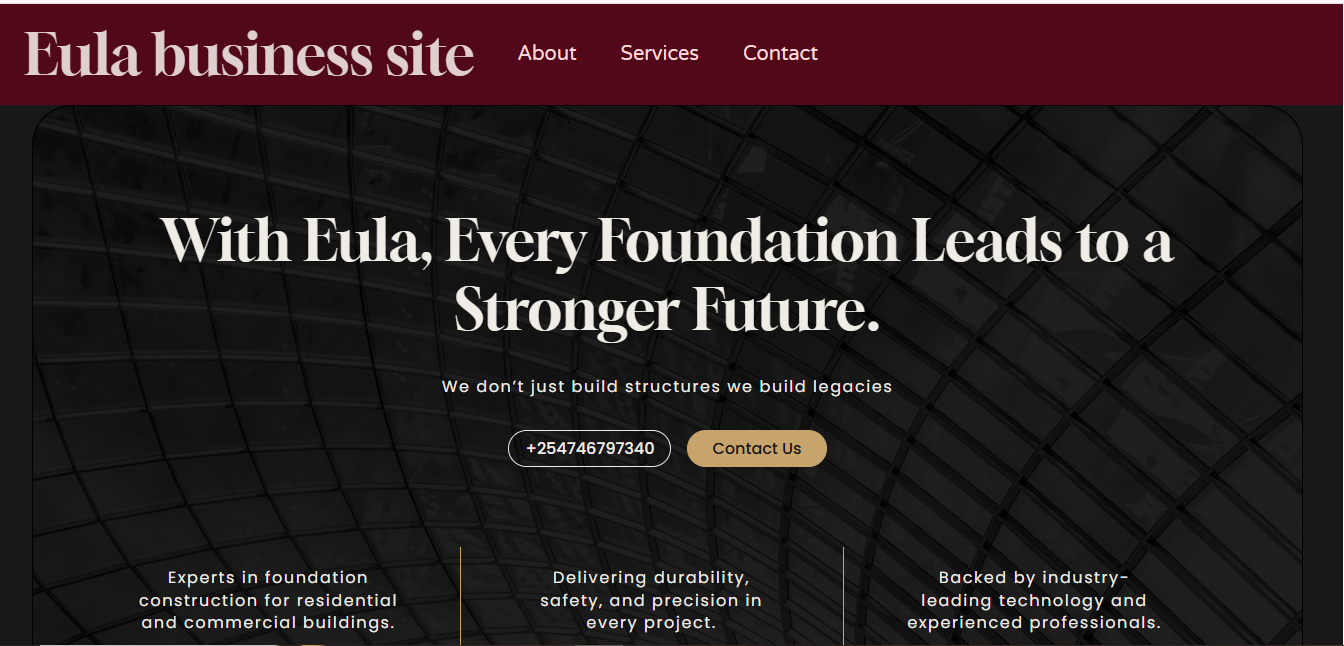 Eula business site
About Services Contact
With Eula, Every Foundation Leads to a
Stronger Future.
We don’t just build structures we build legacies
+254746797340 Contact Us
Experts in foundation
construction for residential
and commercial buildings.
Delivering durability,
safety, and precision in
every project.
Backed by industry-
leading technology and
experienced professionals.